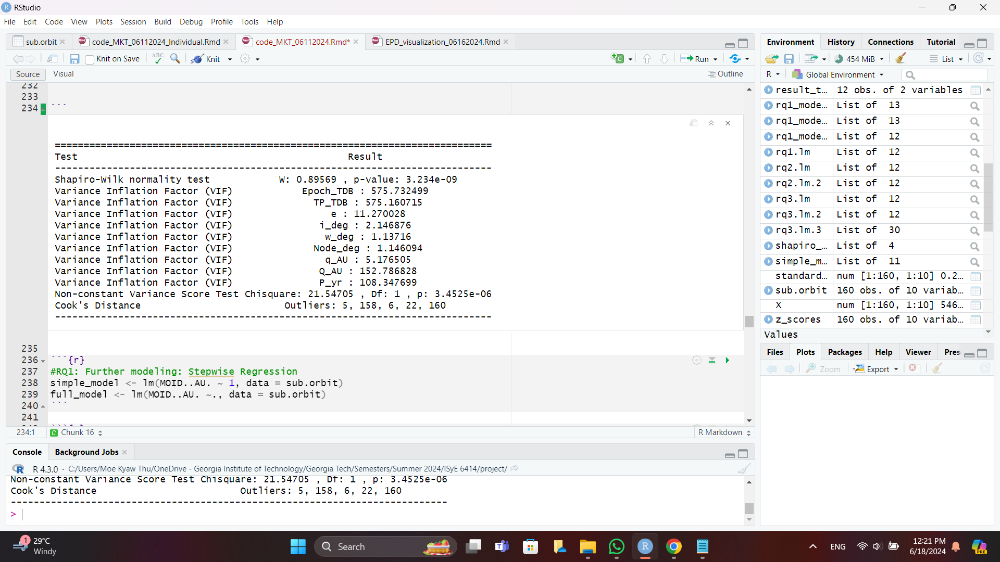 RStudio
File Edit Code View Plots Session Build Debug Profile Tools Help
sub.orbit code_MKT_06112024_Individual.Rmd code_MKT_06112024.Rmd* EPD_visualization_06162024.Rmd
Knit on Save ABC Knit Run
Source Visual Outline
232
233
234 ```
==========================================================================
Test Result
--------------------------------------------------------------------------
Shapiro-Wilk normality test W: 0.89569 , p-value: 3.234e-09
Variance Inflation Factor (VIF) Epoch_TDB : 575.732499
Variance Inflation Factor (VIF) TP_TDB : 575.160715
Variance Inflation Factor (VIF) e : 11.270028
Variance Inflation Factor (VIF) i_deg : 2.146876
Variance Inflation Factor (VIF) w_deg : 1.13716
Variance Inflation Factor (VIF) Node_deg : 1.146094
Variance Inflation Factor (VIF) q_AU : 5.176505
Variance Inflation Factor (VIF) Q_AU : 152.786828
Variance Inflation Factor (VIF) P_yr : 108.347699
Non-constant Variance Score Test Chisquare: 21.54705 , Df: 1 , p: 3.4525e-06
Cook's Distance Outliers: 5, 158, 6, 22, 160
--------------------------------------------------------------------------
235
236 ```{r}
237 #RQ1: Further modeling: Stepwise Regression
238 simple_model <- lm(MOID..AU. ~ 1, data = sub.orbit)
239 full_model <- lm(MOID..AU. ~., data = sub.orbit)
240 ```
241
234:1 C Chunk 16 R Markdown
Console Background Jobs
R R 4.3.0 · C:/Users/Moe Kyaw Thu/OneDrive - Georgia Institute of Technology/Georgia Tech/Semesters/Summer 2024/ISyE 6414/project/
Non-constant Variance Score Test Chisquare: 21.54705 , Df: 1 , p: 3.4525e-06
Cook's Distance Outliers: 5, 158, 6, 22, 160
--------------------------------------------------------------------------
>
Environment History Connections Tutorial
454 MiB List
R Global Environment
result_t… 12 obs. of 2 variables
rq1_mode… List of 13
rq1_mode… List of 13
rq1_mode… List of 12
rq1.lm List of 12
rq2.lm List of 12
rq2.lm.2 List of 12
rq3.lm List of 12
rq3.lm.2 List of 12
rq3.lm.3 List of 30
shapiro_… List of 4
simple_m… List of 11
standard… num [1:160, 1:10] 0.2…
sub.orbit 160 obs. of 10 variab…
X num [1:160, 1:10] 546…
z_scores 160 obs. of 10 variab…
Values
Files Plots Packages Help Viewer Pres
Zoom Export
1 29°C
Windy
Search
ENG
12:21 PM
6/18/2024
PRE